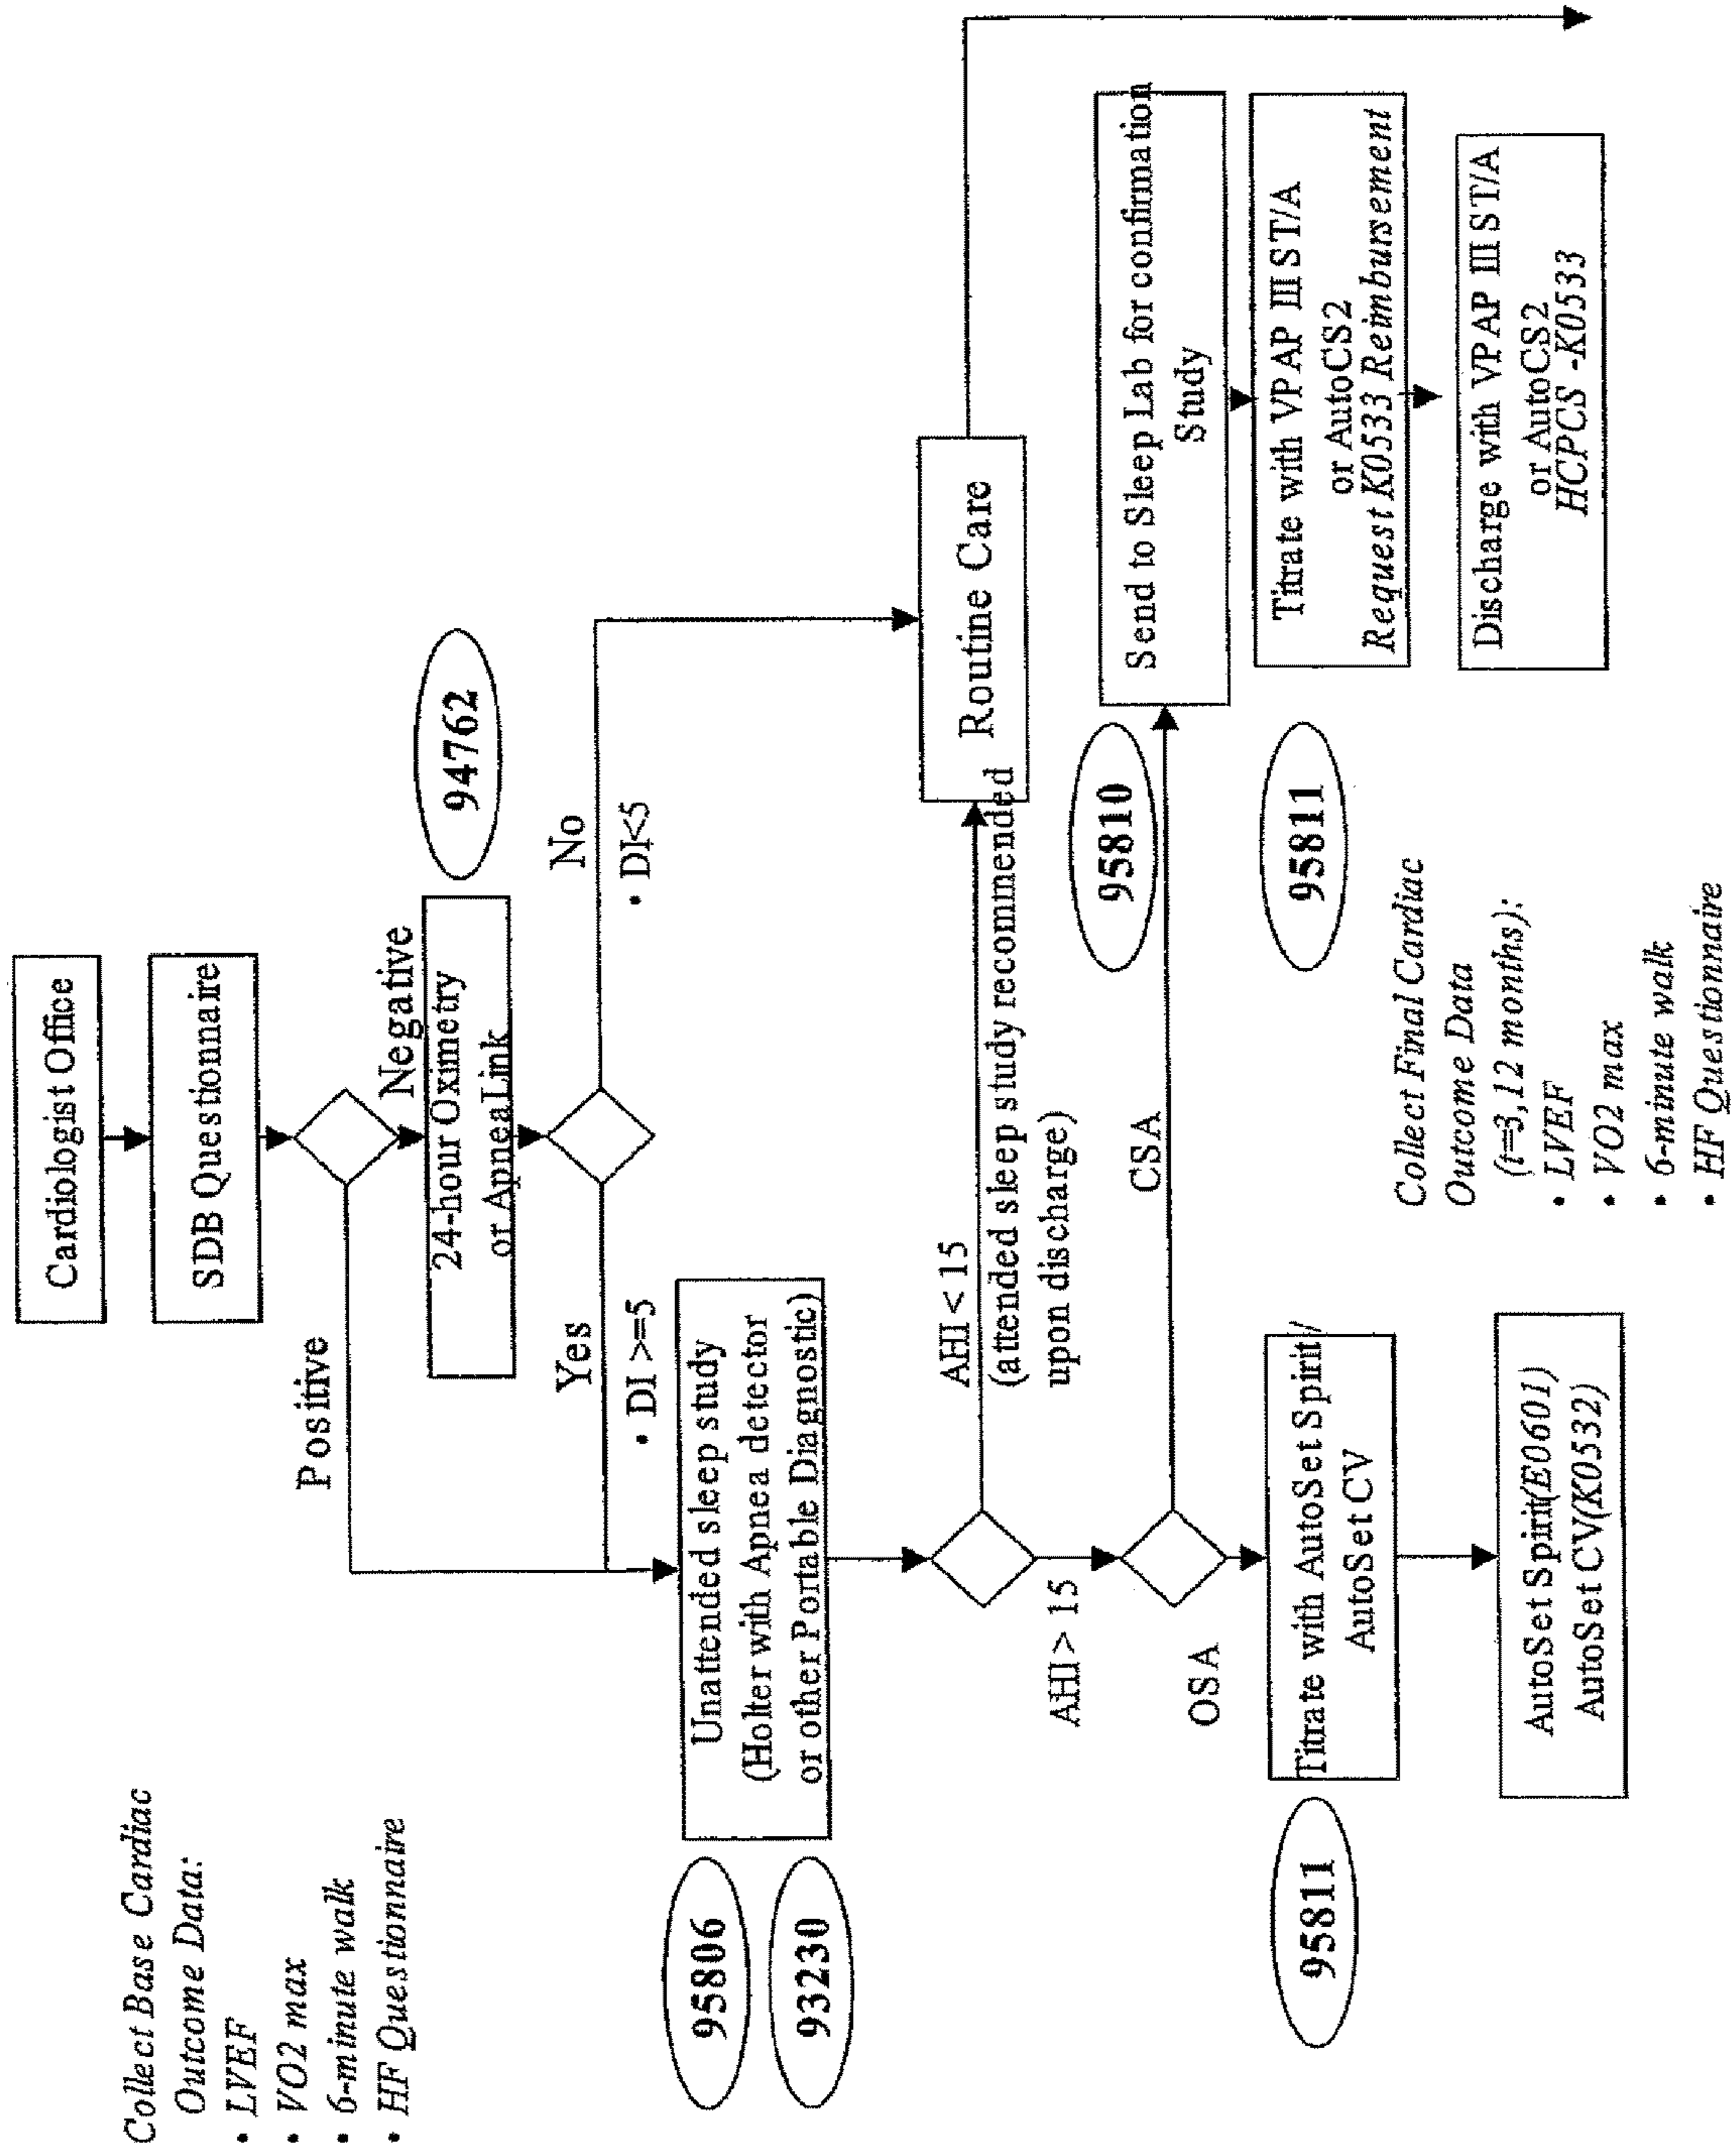 Collect Base Cardiac
Outcome Data:
• LVEF
• VO2 max
• 6-minute walk
• HF Questionnaire
Cardiologist Office
SDB Questionnaire
Positive
Negative
24-hour Oximetry
or ApneaLink
94762
Yes
• DI >=5
No
• DI<5
95806
93230
Unattended sleep study
(Holter with Apnea detector
or other Portable Diagnostic)
AHI < 15
(attended sleep study recommended
upon discharge)
Routine Care
AHI > 15
OSA
CSA
95810
Send to Sleep Lab for confirmation
Study
95811
Titrate with AutoSet Spirit/
AutoSet CV
95811
Titrate with VPAP III ST/A
or AutoCS2
Request K0533 Reimbursement
AutoSet Spirit(E0601)
AutoSet CV(K0532)
Collect Final Cardiac
Outcome Data
(t=3,12 months):
• LVEF
• VO2 max
• 6-minute walk
• HF Questionnaire
Discharge with VPAP III ST/A
or AutoCS2
HCPCS -K0533